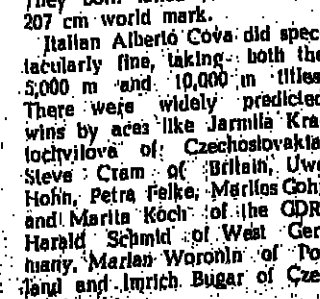 They both
207 cm world mark.
Italian Alberto Cova did spec
tacularly fine, taking both the
5,000 m and 10,000 m titles
There were widely predicted
wins by aces like Jarmila Kra
tochvilova of Czechoslovakia
Steve Cram of Britain, Uwe
Hohn, Petra Felke, Marlies Goh
and Marita Koch of the GDR
Harald Schmid of West Ger
many, Marian Woronin of Po
land and Imrich Bugar of Cze